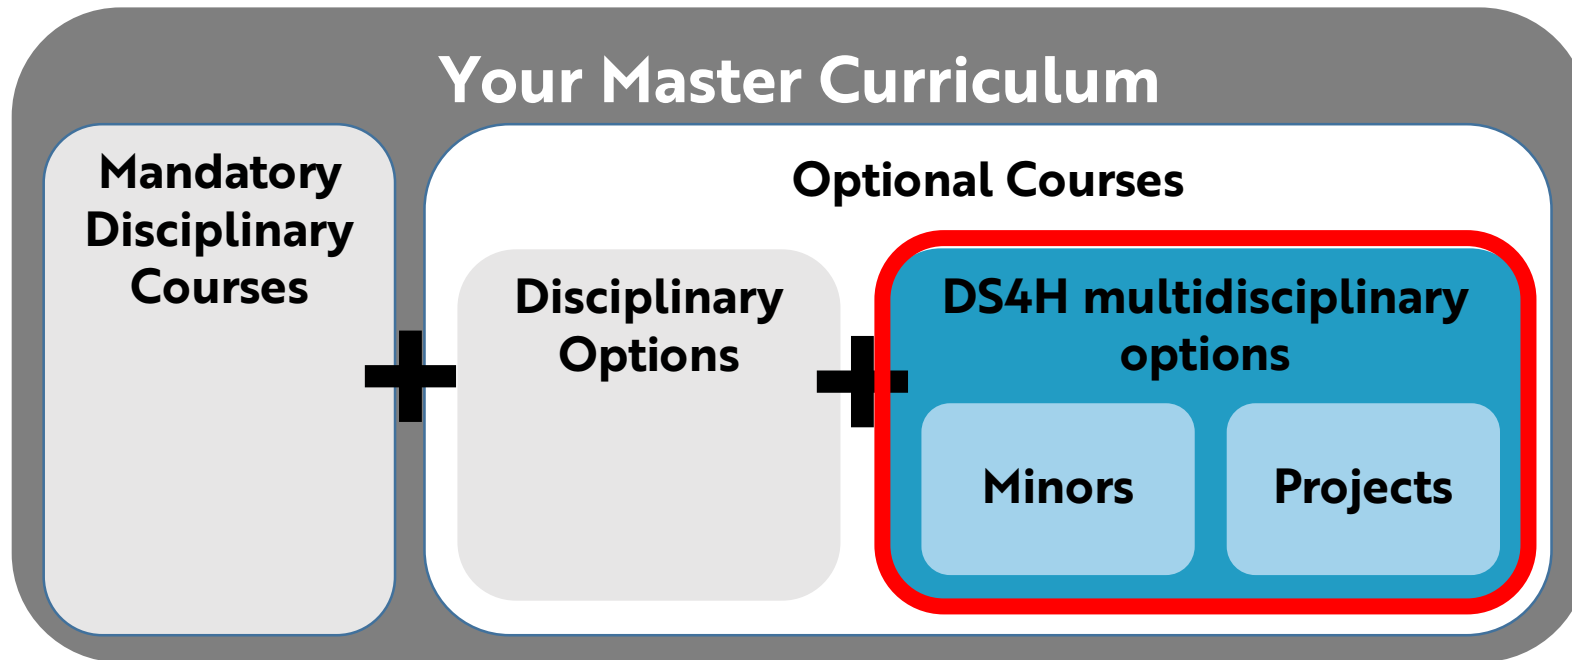 Your Master Curriculum
Mandatory
Disciplinary
Courses
Optional Courses
Disciplinary
Options
DS4H multidisciplinary
options
Minors
Projects